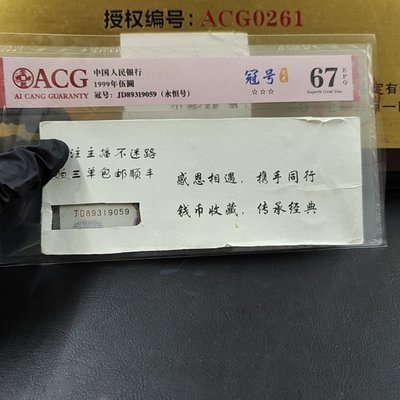 授权编号：ACG0261
ACG
AI CANG GUARANTY
中国人民银行
1999年伍圆
冠号：JD89319059（永恒号）
冠号
☆☆☆
67 EPQ
Superb Gem Unc
注主播不迷路
三单包邮顺丰
感恩相遇，携手同行
钱币收藏，传承经典
JD89319059